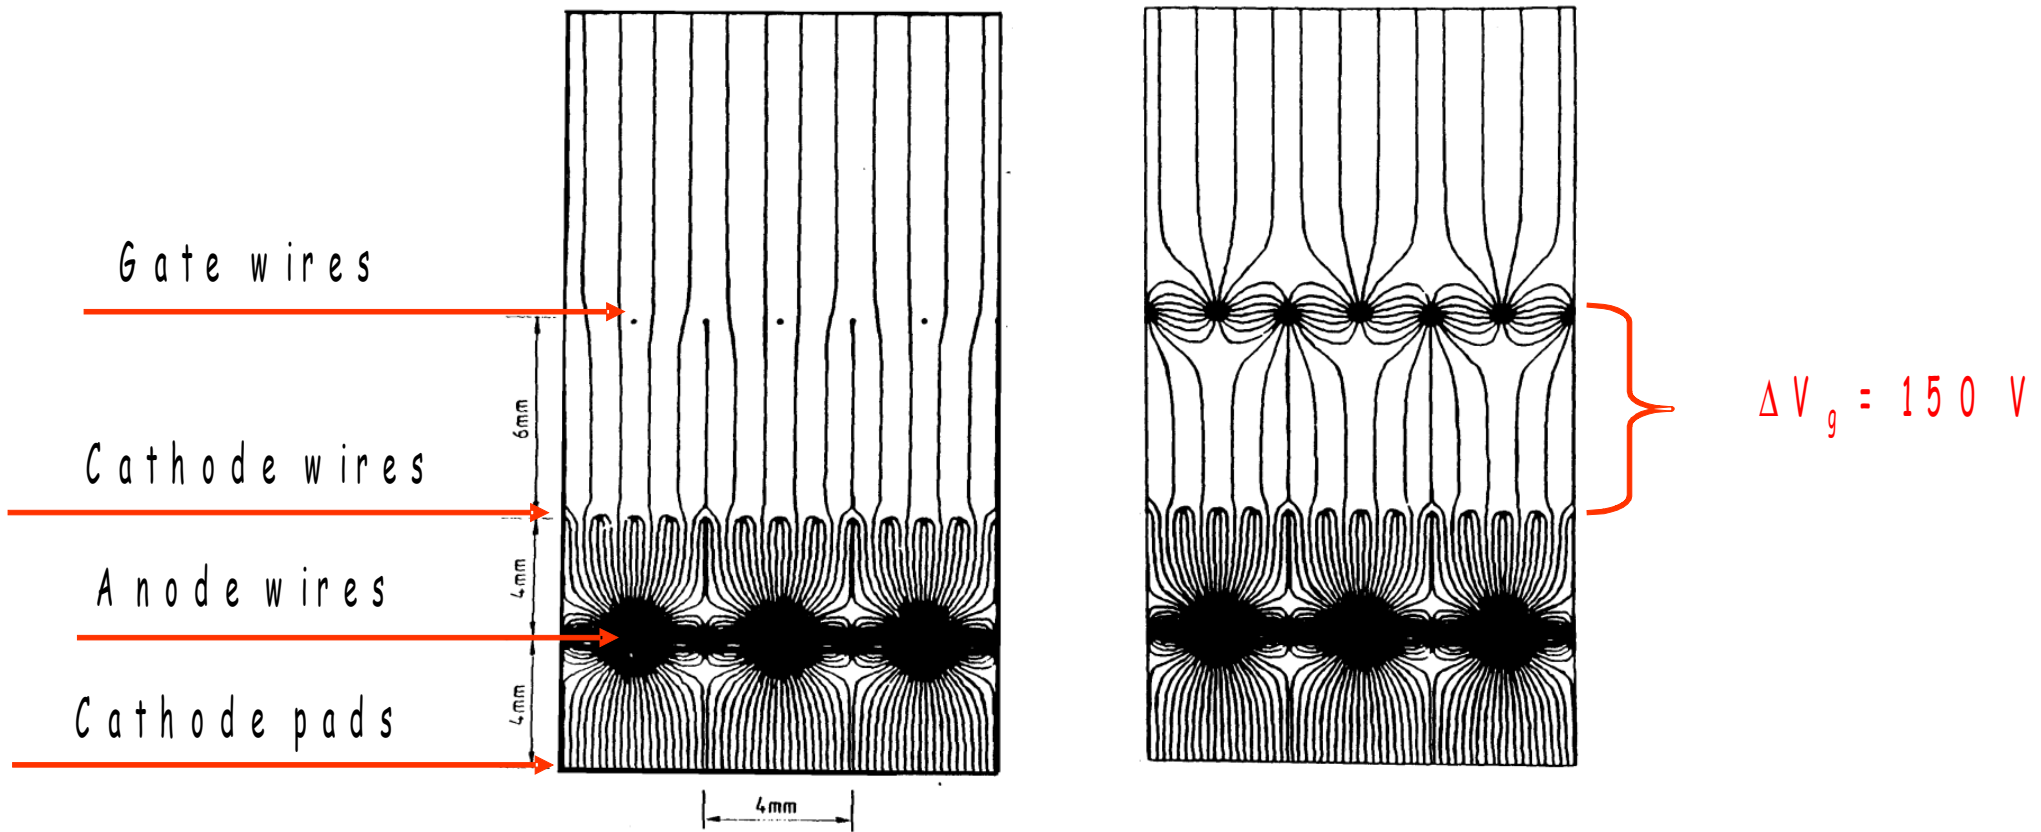 Gate wires
6mm
Cathode wires
4mm
Anode wires
4mm
Cathode pads
4mm
ΔVg = 150 V